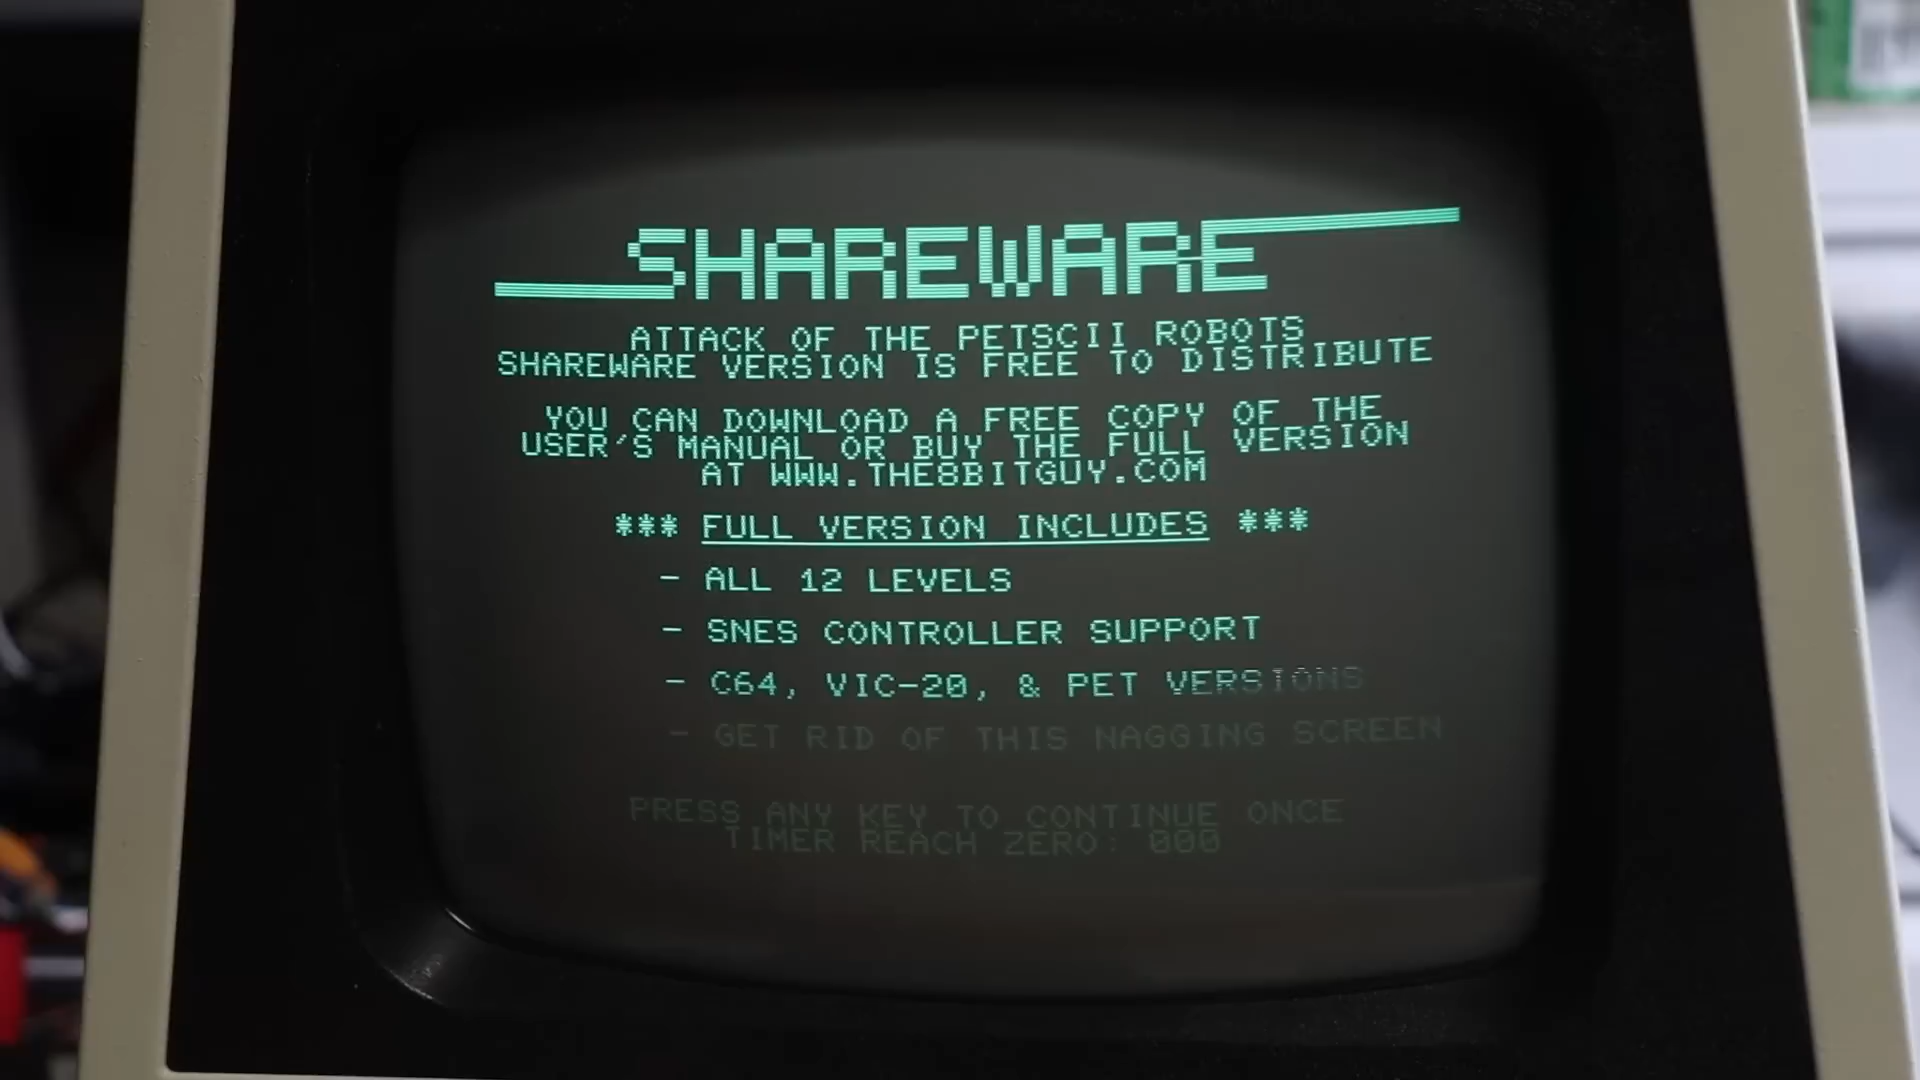 SHAREWARE
ATTACK OF THE PETSCII ROBOTS
SHAREWARE VERSION IS FREE TO DISTRIBUTE
YOU CAN DOWNLOAD A FREE COPY OF THE
USER'S MANUAL OR BUY THE FULL VERSION
AT WWW.THE8BITGUY.COM
*** FULL VERSION INCLUDES ***
- ALL 12 LEVELS
- SNES CONTROLLER SUPPORT
- C64, VIC-20, & PET VERSIONS
- GET RID OF THIS NAGGING SCREEN
PRESS ANY KEY TO CONTINUE ONCE
TIMER REACH ZERO: 000